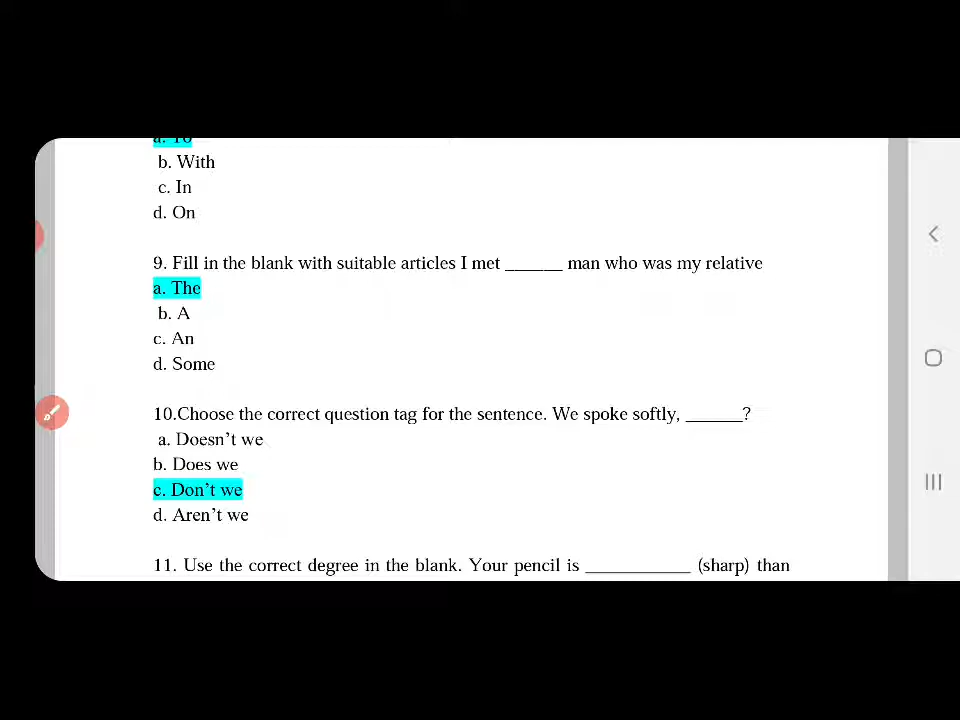 a. To
b. With
c. In
d. On
9. Fill in the blank with suitable articles I met ______ man who was my relative
a. The
b. A
c. An
d. Some
10.Choose the correct question tag for the sentence. We spoke softly, ______?
a. Doesn’t we
b. Does we
c. Don’t we
d. Aren’t we
11. Use the correct degree in the blank. Your pencil is ___________ (sharp) than